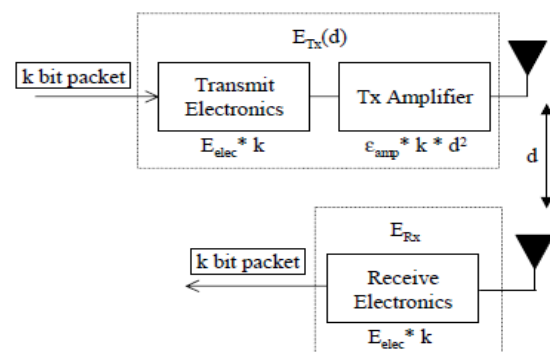 E_Tx(d)
k bit packet
Transmit
Electronics
Tx Amplifier
E_elec* k
ε_amp* k * d²
d
E_Rx
k bit packet
Receive
Electronics
E_elec* k